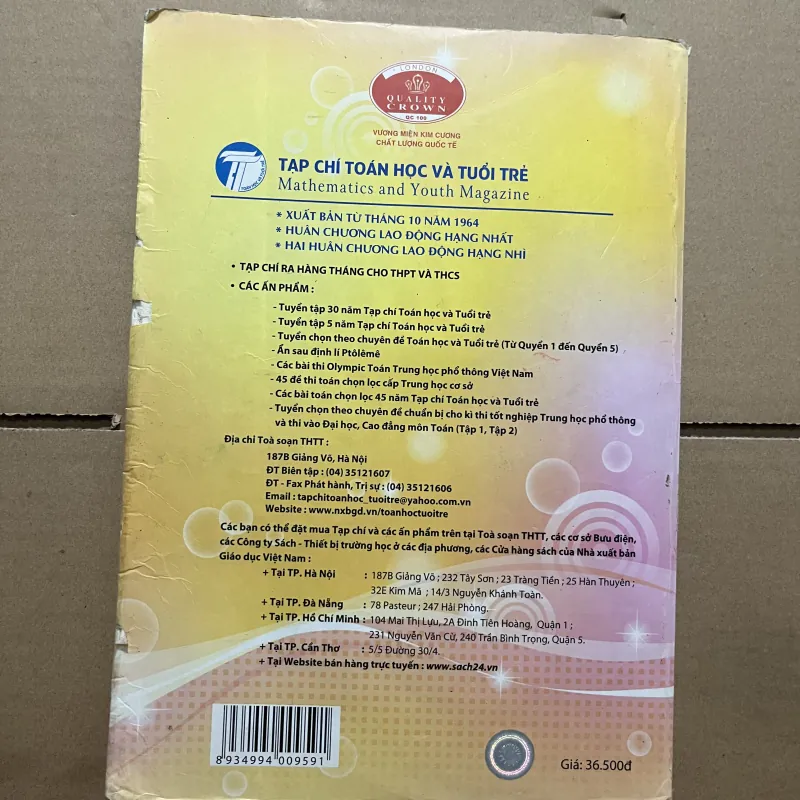 LONDON
QUALITY
CROWN
QC 100
VƯƠNG MIỆN KIM CƯƠNG
CHẤT LƯỢNG QUỐC TẾ
TẠP CHÍ TOÁN HỌC VÀ TUỔI TRẺ
Mathematics and Youth Magazine
* XUẤT BẢN TỪ THÁNG 10 NĂM 1964
* HUÂN CHƯƠNG LAO ĐỘNG HẠNG NHẤT
* HAI HUÂN CHƯƠNG LAO ĐỘNG HẠNG NHÌ
• TẠP CHÍ RA HÀNG THÁNG CHO THPT VÀ THCS
• CÁC ẤN PHẨM :
- Tuyển tập 30 năm Tạp chí Toán học và Tuổi trẻ
- Tuyển tập 5 năm Tạp chí Toán học và Tuổi trẻ
- Tuyển chọn theo chuyên đề Toán học và Tuổi trẻ (Từ Quyển 1 đến Quyển 5)
- Ẩn sau định lí Ptôlêmê
- Các bài thi Olympic Toán Trung học phổ thông Việt Nam
- 45 đề thi toán chọn lọc cấp Trung học cơ sở
- Các bài toán chọn lọc 45 năm Tạp chí Toán học và Tuổi trẻ
- Tuyển chọn theo chuyên đề chuẩn bị cho kì thi tốt nghiệp Trung học phổ thông
và thi vào Đại học, Cao đẳng môn Toán (Tập 1, Tập 2)
Địa chỉ Toà soạn THTT :
187B Giảng Võ, Hà Nội
ĐT Biên tập : (04) 35121607
ĐT - Fax Phát hành, Trị sự : (04) 35121606
Email : tapchitoanhoc_tuoitre@yahoo.com.vn
Website : www.nxbgd.vn/toanhoctuoitre
Các bạn có thể đặt mua Tạp chí và các ấn phẩm trên tại Toà soạn THTT, các cơ sở Bưu điện,
các Công ty Sách - Thiết bị trường học ở các địa phương, các Cửa hàng sách của Nhà xuất bản
Giáo dục Việt Nam :
+ Tại TP. Hà Nội : 187B Giảng Võ ; 232 Tây Sơn ; 23 Tràng Tiền ; 25 Hàn Thuyên ;
32E Kim Mã ; 14/3 Nguyễn Khánh Toàn.
+ Tại TP. Đà Nẵng : 78 Pasteur ; 247 Hải Phòng.
+ Tại TP. Hồ Chí Minh : 104 Mai Thị Lựu, 2A Đinh Tiên Hoàng, Quận 1 ;
231 Nguyễn Văn Cừ, 240 Trần Bình Trọng, Quận 5.
+ Tại TP. Cần Thơ : 5/5 Đường 30/4.
+ Tại Website bán hàng trực tuyến : www.sach24.vn
8 934994 009591
Giá: 36.500đ